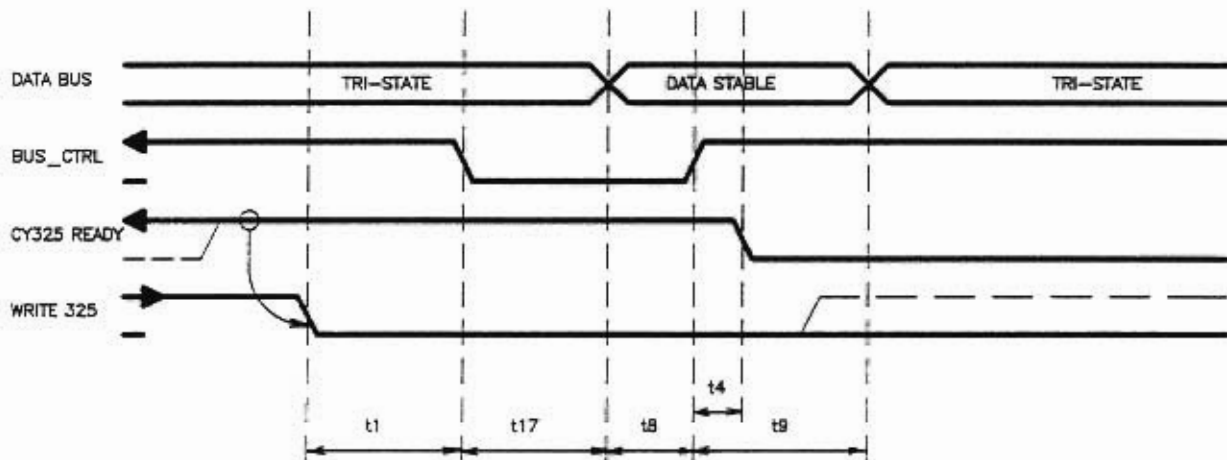 DATA BUS TRI-STATE DATA STABLE TRI-STATE
BUS_CTRL
CY325 READY
WRITE 325
t4
t1 t17 t8 t9